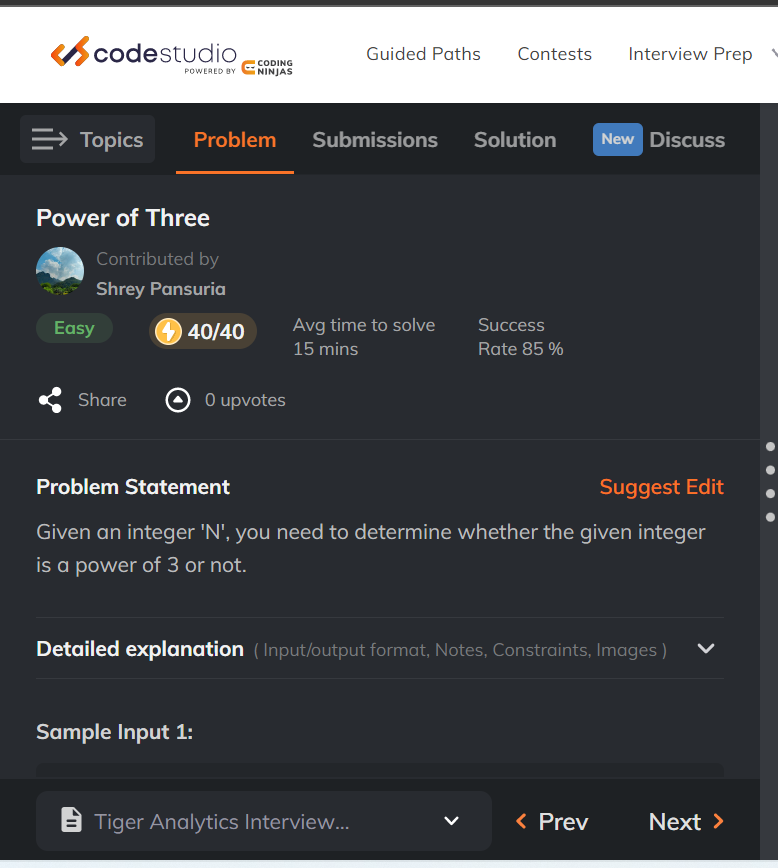 codestudio
POWERED BY CODING NINJAS
Guided Paths Contests Interview Prep
Topics Problem Submissions Solution New Discuss
Power of Three
Contributed by
Shrey Pansuria
Easy 40/40 Avg time to solve Success
15 mins Rate 85 %
Share 0 upvotes
Problem Statement Suggest Edit
Given an integer 'N', you need to determine whether the given integer
is a power of 3 or not.
Detailed explanation ( Input/output format, Notes, Constraints, Images )
Sample Input 1:
Tiger Analytics Interview... Prev Next